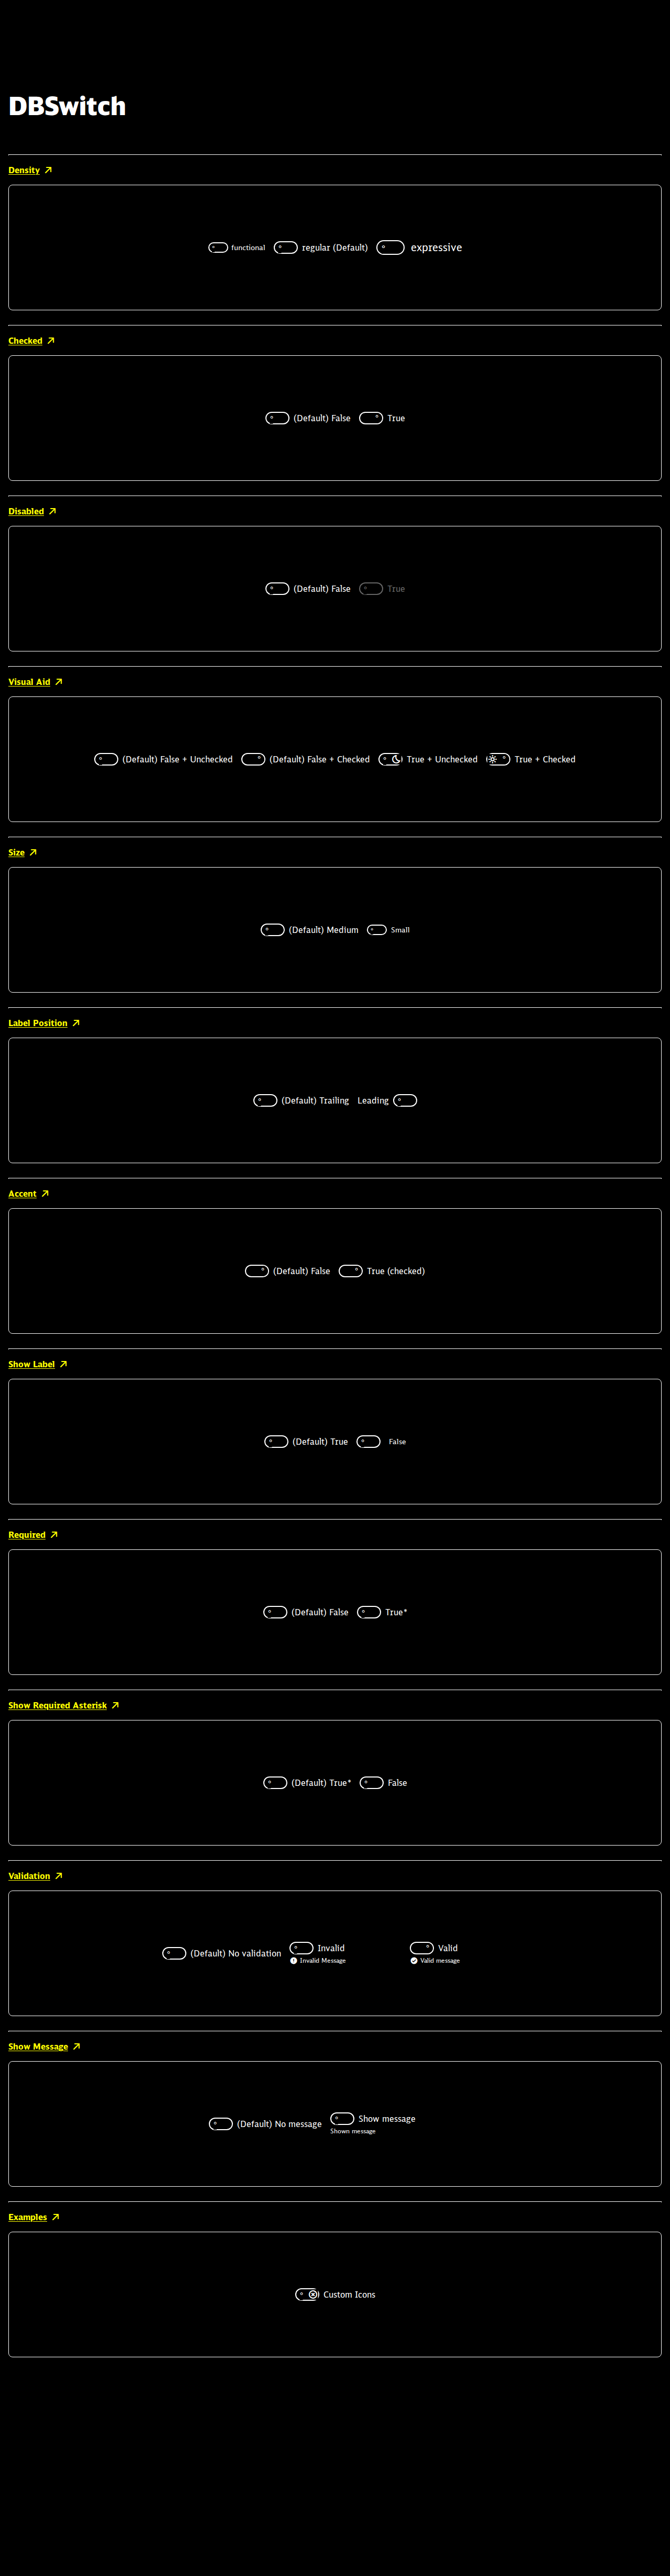 DBSwitch
Density
functional regular (Default) expressive
Checked
(Default) False True
Disabled
(Default) False True
Visual Aid
(Default) False + Unchecked (Default) False + Checked True + Unchecked True + Checked
Size
(Default) Medium Small
Label Position
(Default) Trailing Leading
Accent
(Default) False True (checked)
Show Label
(Default) True False
Required
(Default) False True*
Show Required Asterisk
(Default) True* False
Validation
(Default) No validation Invalid Valid
Invalid Message Valid message
Show Message
(Default) No message Show message
Shown message
Examples
Custom Icons